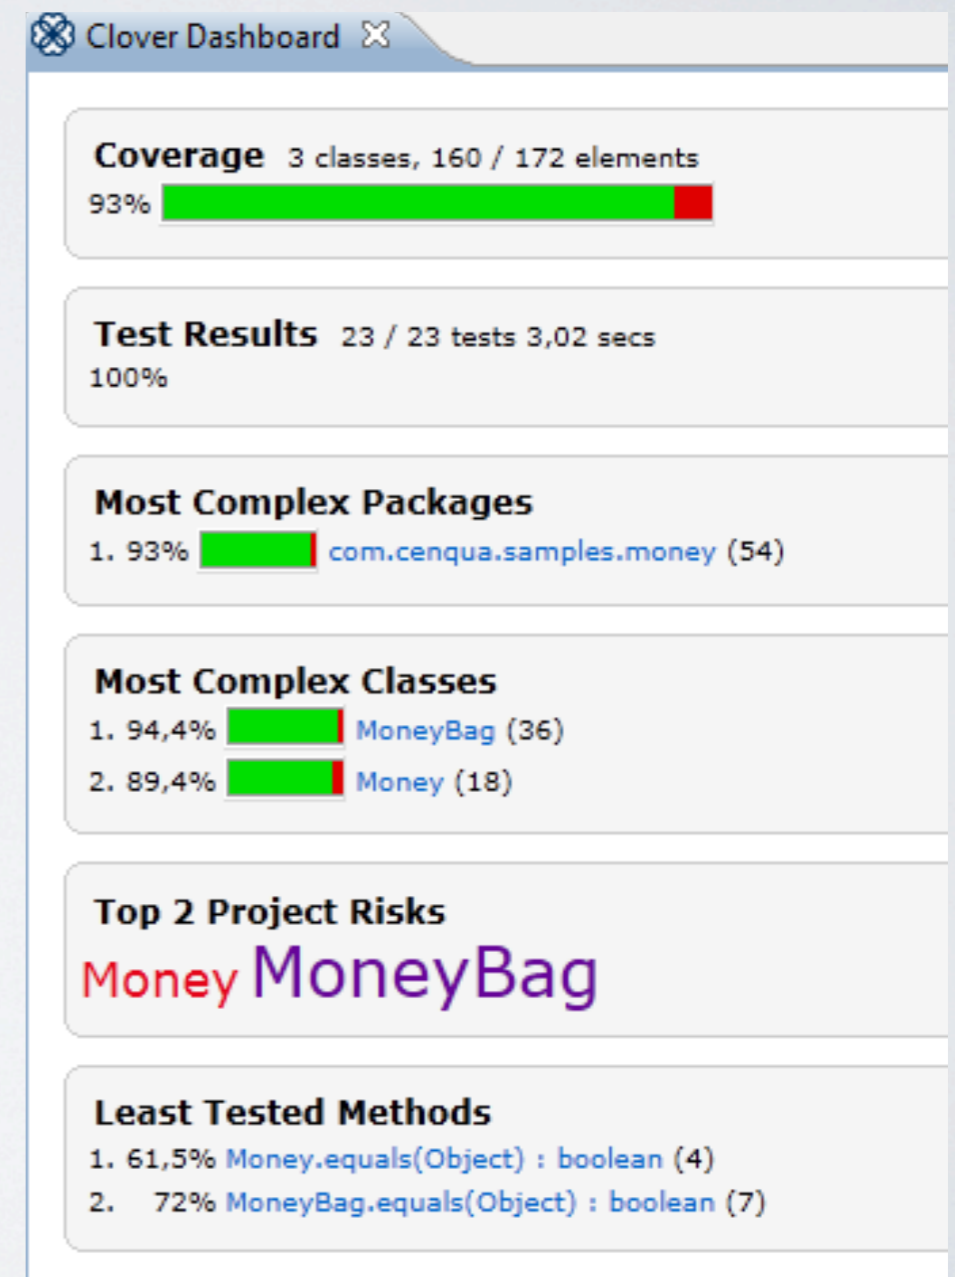 Clover Dashboard
Coverage 3 classes, 160 / 172 elements
93%
Test Results 23 / 23 tests 3,02 secs
100%
Most Complex Packages
1. 93% com.cenqua.samples.money (54)
Most Complex Classes
1. 94,4% MoneyBag (36)
2. 89,4% Money (18)
Top 2 Project Risks
Money MoneyBag
Least Tested Methods
1. 61,5% Money.equals(Object) : boolean (4)
2. 72% MoneyBag.equals(Object) : boolean (7)